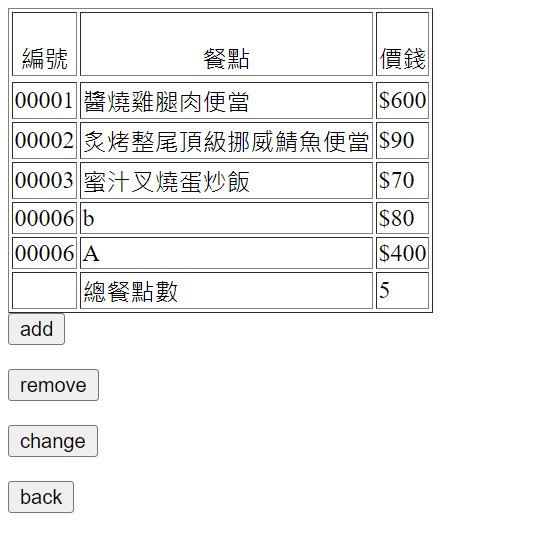 編號 餐點 價錢
00001 醬燒雞腿肉便當 $600
00002 炙烤整尾頂級挪威鯖魚便當 $90
00003 蜜汁叉燒蛋炒飯 $70
00006 b $80
00006 A $400
總餐點數 5
add
remove
change
back